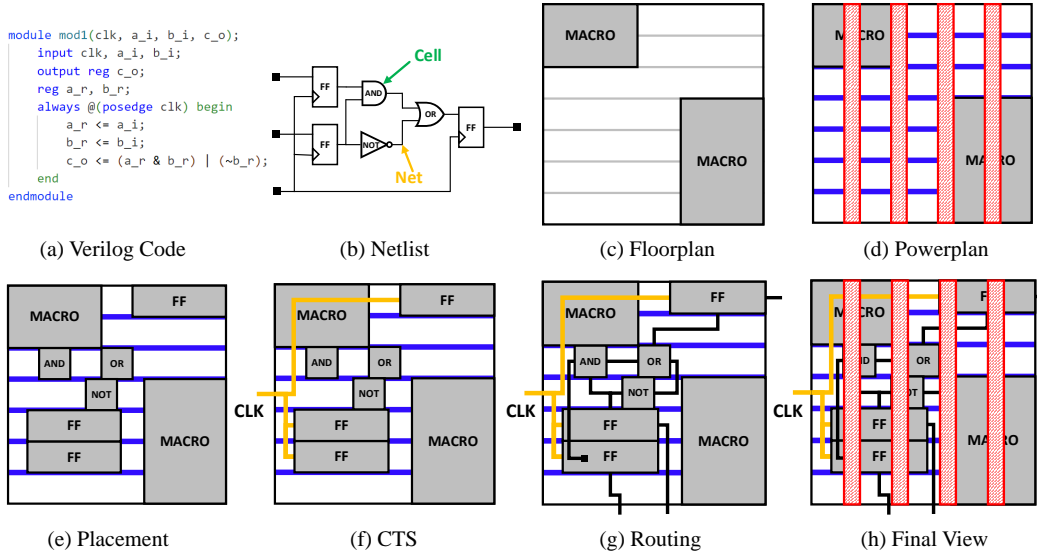 module mod1(clk, a_i, b_i, c_o);
input clk, a_i, b_i;
output reg c_o;
reg a_r, b_r;
always @(posedge clk) begin
a_r <= a_i;
b_r <= b_i;
c_o <= (a_r & b_r) | (~b_r);
end
endmodule
(a) Verilog Code
Cell
FF
AND
OR
FF
FF
NOT
Net
(b) Netlist
MACRO
MACRO
(c) Floorplan
MACRO
MACRO
(d) Powerplan
FF
MACRO
AND
OR
NOT
FF
FF
MACRO
(e) Placement
FF
MACRO
AND
OR
NOT
CLK
FF
FF
MACRO
(f) CTS
FF
MACRO
AND
OR
NOT
CLK
FF
FF
MACRO
(g) Routing
FF
MACRO
OR
CLK
FF
FF
MACRO
(h) Final View